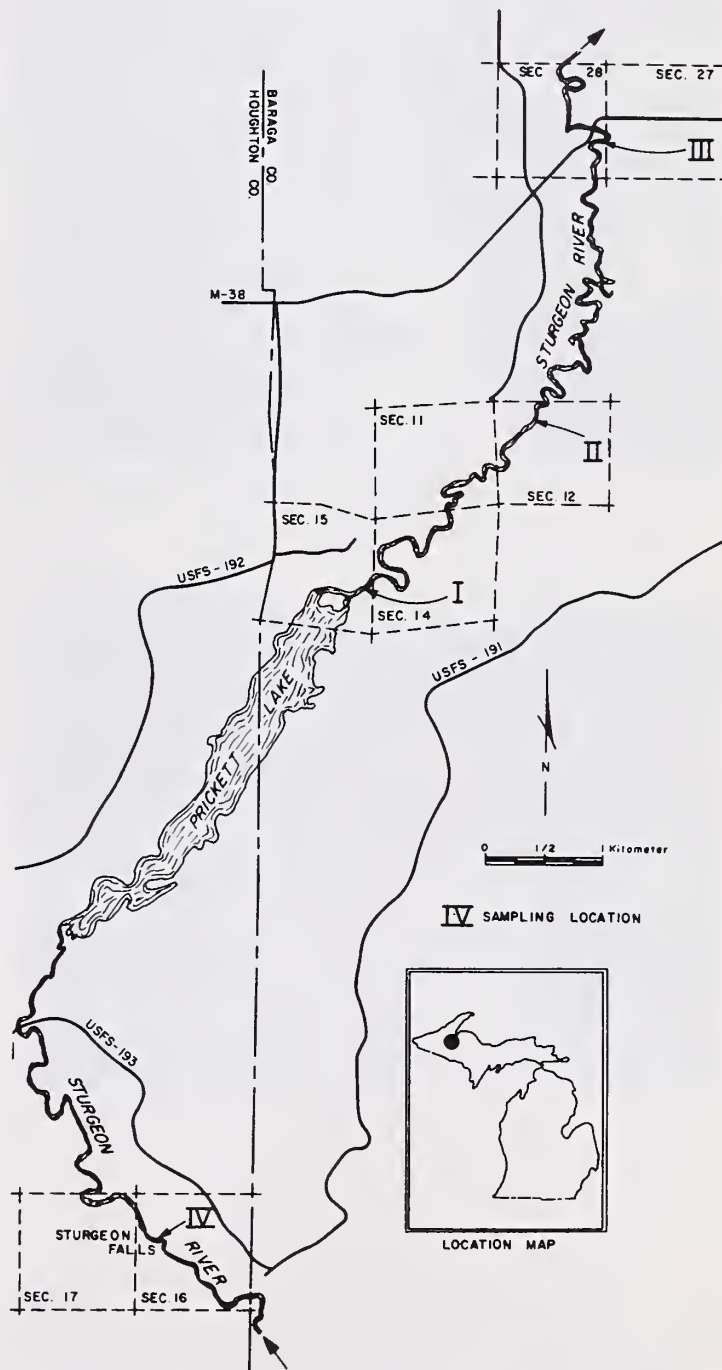 SEC 28
SEC. 27
BARAGA CO.
HOUGHTON CO.
III
STURGEON RIVER
M-38
SEC. 11
II
SEC. 12
SEC. 15
USFS-192
I
SEC. 14
USFS-191
PRICKETT LAKE
N
0 1/2 1 Kilometer
IV SAMPLING LOCATION
USFS-193
STURGEON RIVER
IV
STURGEON
FALLS
SEC. 17
SEC. 16
LOCATION MAP